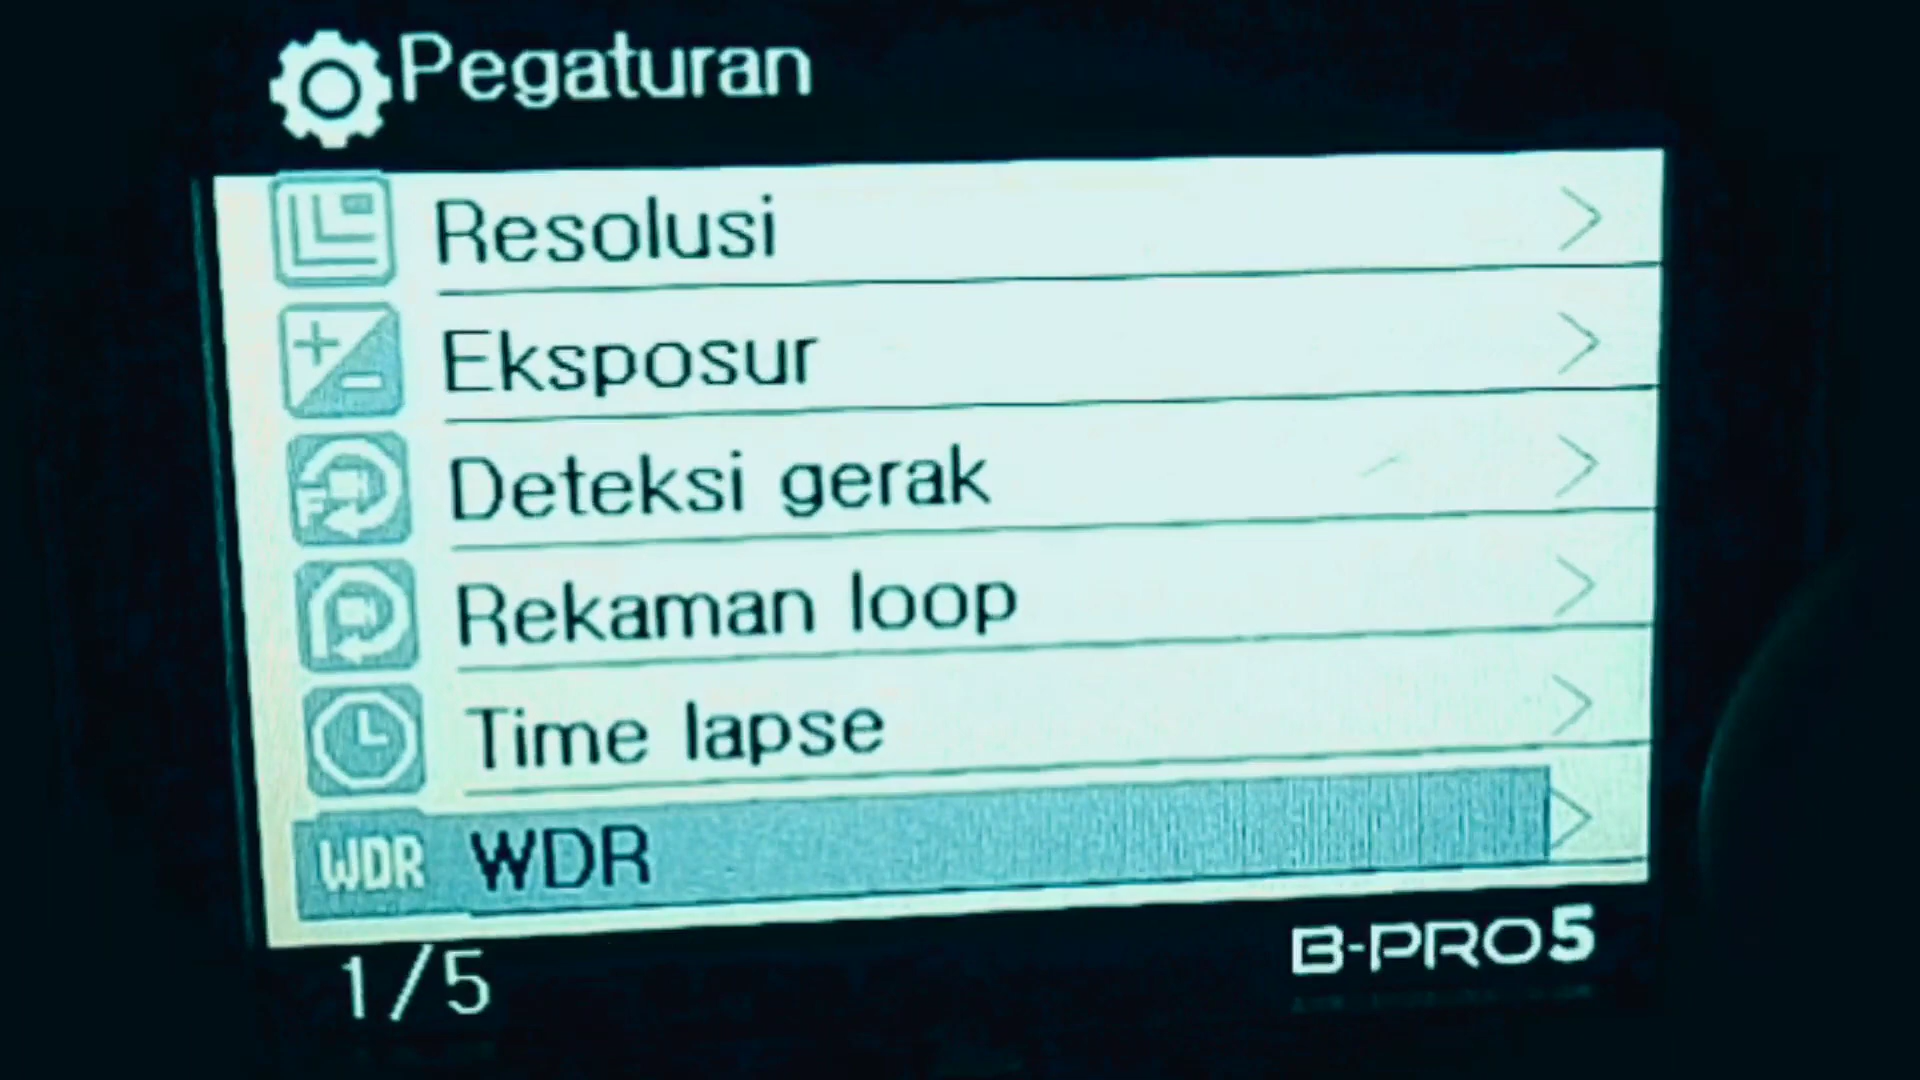 Pegaturan
Resolusi
Eksposur
Deteksi gerak
Rekaman loop
Time lapse
WDR WDR
1/5
B-PRO5